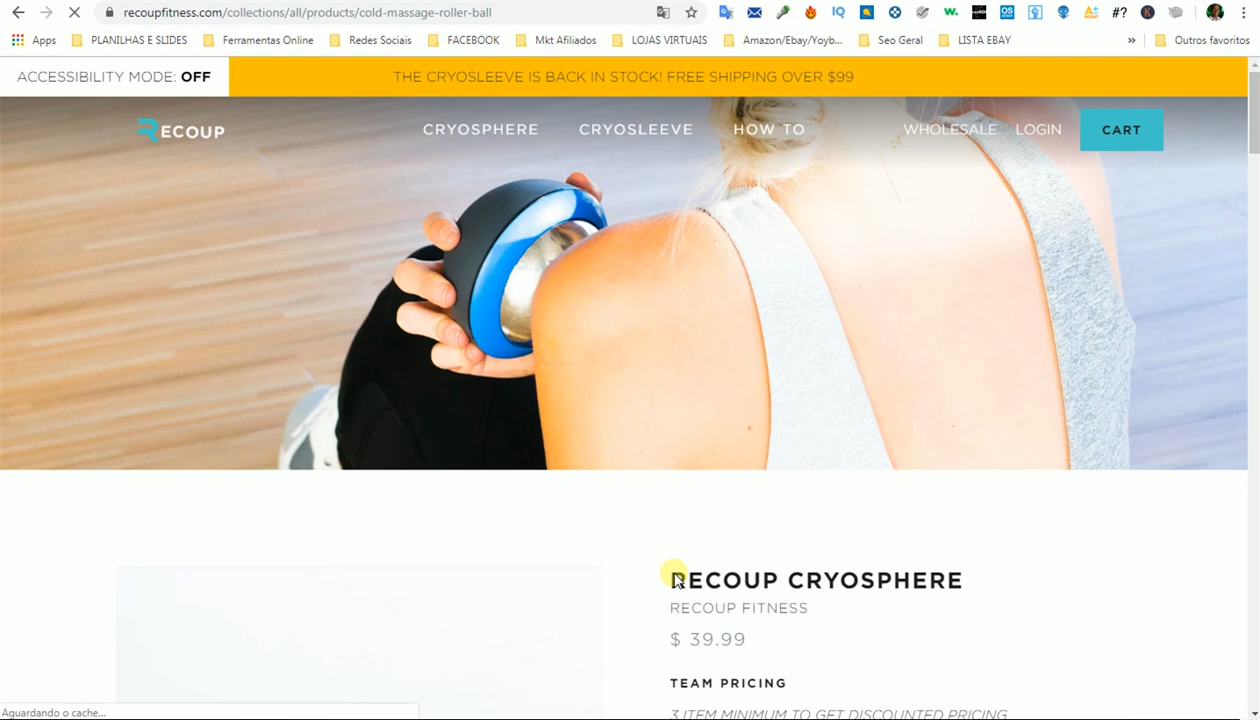 recoupfitness.com/collections/all/products/cold-massage-roller-ball
Apps PLANILHAS E SLIDES Ferramentas Online Redes Sociais FACEBOOK Mkt Afiliados LOJAS VIRTUAIS Amazon/Ebay/Yoyb... Seo Geral LISTA EBAY » Outros favoritos
ACCESSIBILITY MODE: OFF
THE CRYOSLEEVE IS BACK IN STOCK! FREE SHIPPING OVER $99
RECOUP CRYOSPHERE CRYOSLEEVE HOW TO WHOLESALE LOGIN CART
RECOUP CRYOSPHERE
RECOUP FITNESS
$ 39.99
TEAM PRICING
3 ITEM MINIMUM TO GET DISCOUNTED PRICING
Aguardando o cache...